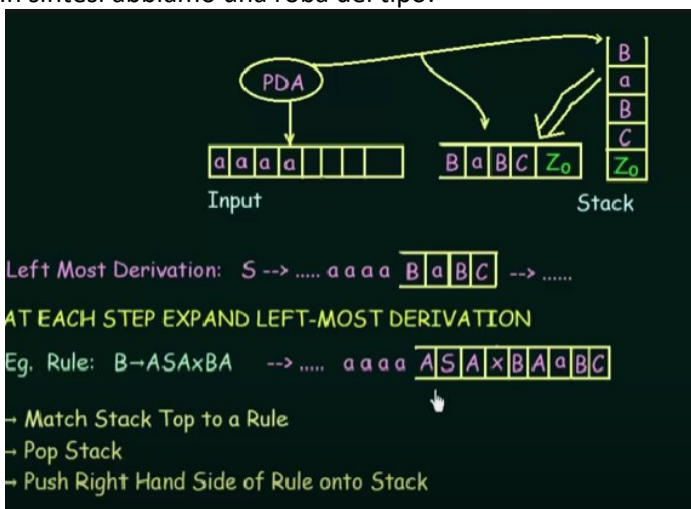 In sintesi abbiamo una roba del tipo:
B
PDA
a
B
a a a a
B a B C Z₀
C
Z₀
Input
Stack
Left Most Derivation: S --> ..... a a a a B a B C --> ......
AT EACH STEP EXPAND LEFT-MOST DERIVATION
Eg. Rule: B→ASAxBA --> ..... a a a a A S A x B A a B C
→ Match Stack Top to a Rule
→ Pop Stack
→ Push Right Hand Side of Rule onto Stack